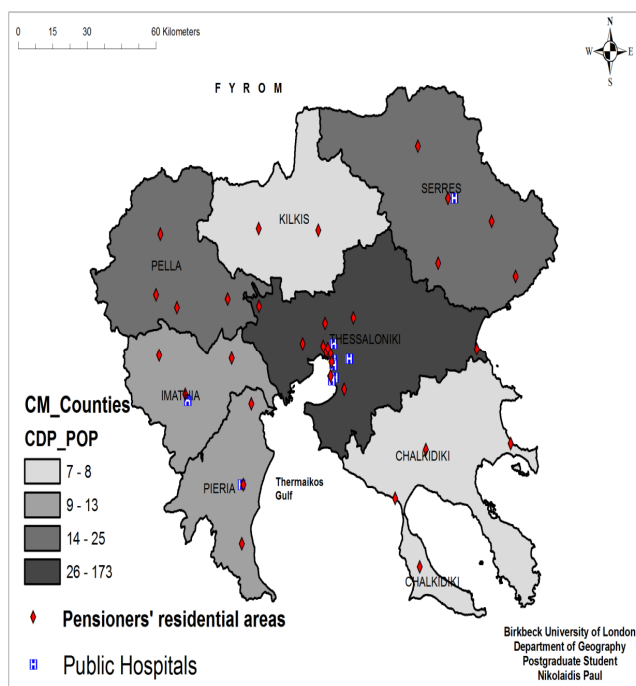 0 15 30 60 Kilometers
N
W E
S
F Y R O M
SERRES
KILKIS
PELLA
THESSALONIKI
IMATHIA
CM_Counties
CDP_POP
7 - 8
9 - 13
14 - 25
26 - 173
CHALKIDIKI
PIERIA
Thermaikos
Gulf
CHALKIDIKI
Pensioners' residential areas
H Public Hospitals
Birkbeck University of London
Department of Geography
Postgraduate Student
Nikolaidis Paul